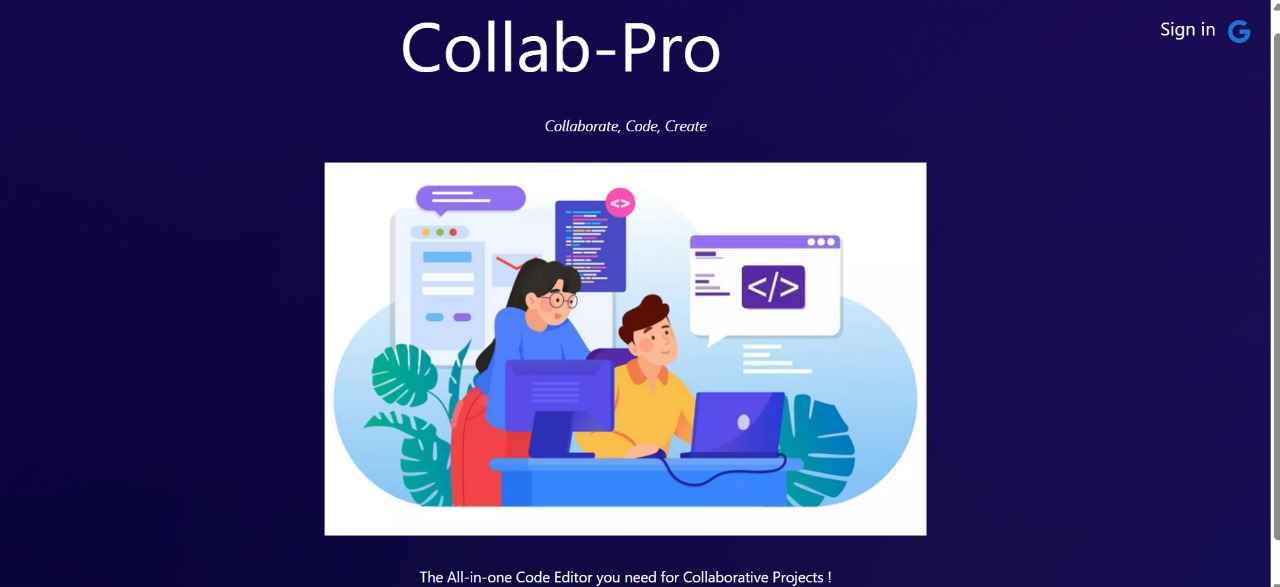 Collab-Pro
Sign in G
Collaborate, Code, Create
<>
</>
The All-in-one Code Editor you need for Collaborative Projects !